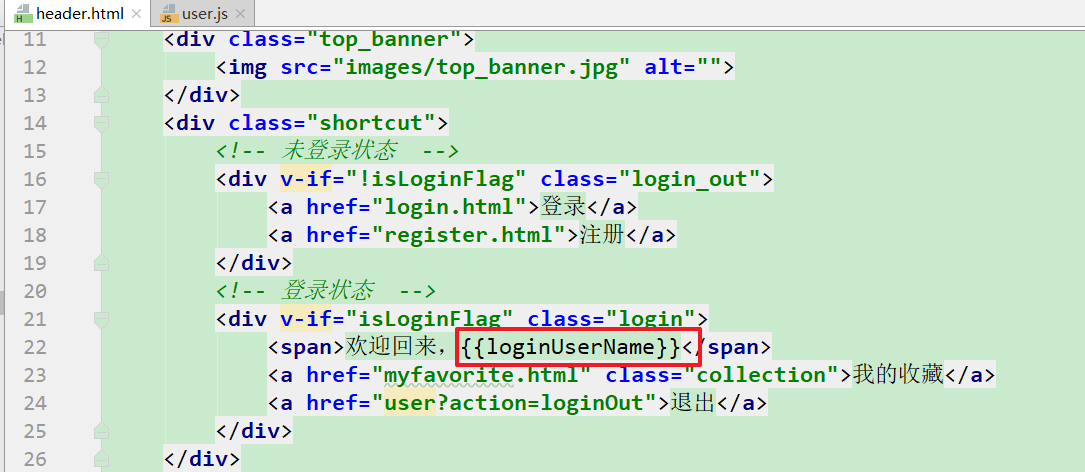 header.html user.js
11 <div class="top_banner">
12 <img src="images/top_banner.jpg" alt="">
13 </div>
14 <div class="shortcut">
15 <!-- 未登录状态 -->
16 <div v-if="!isLoginFlag" class="login_out">
17 <a href="login.html">登录</a>
18 <a href="register.html">注册</a>
19 </div>
20 <!-- 登录状态 -->
21 <div v-if="isLoginFlag" class="login">
22 <span>欢迎回来，{{loginUserName}}</span>
23 <a href="myfavorite.html" class="collection">我的收藏</a>
24 <a href="user?action=loginOut">退出</a>
25 </div>
26 </div>